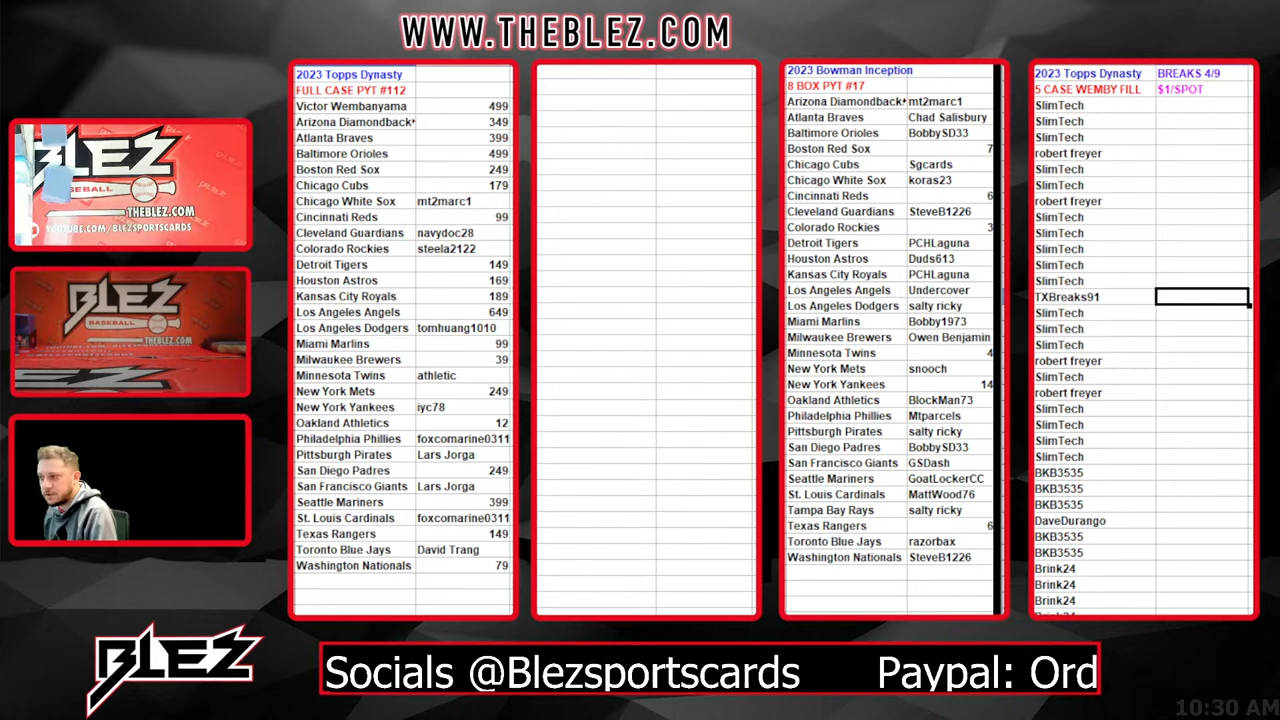 WWW.THEBLEZ.COM
BLEZ
BASEBALL
THEBLEZ.COM
YOUTUBE.COM/BLEZSPORTSCARDS
BLEZ
BASEBALL
THEBLEZ.COM
2023 Topps Dynasty
FULL CASE PYT #112
Victor Wembanyama 499
Arizona Diamondback 349
Atlanta Braves 399
Baltimore Orioles 499
Boston Red Sox 249
Chicago Cubs 179
Chicago White Sox mt2marc1
Cincinnati Reds 99
Cleveland Guardians navydoc28
Colorado Rockies steela2122
Detroit Tigers 149
Houston Astros 169
Kansas City Royals 189
Los Angeles Angels 649
Los Angeles Dodgers tomhuang1010
Miami Marlins 99
Milwaukee Brewers 39
Minnesota Twins athletic
New York Mets 249
New York Yankees iyc78
Oakland Athletics 12
Philadelphia Phillies foxcomarine0311
Pittsburgh Pirates Lars Jorga
San Diego Padres 249
San Francisco Giants Lars Jorga
Seattle Mariners 399
St. Louis Cardinals foxcomarine0311
Texas Rangers 149
Toronto Blue Jays David Trang
Washington Nationals 79
2023 Bowman Inception
8 BOX PYT #17
Arizona Diamondback mt2marc1
Atlanta Braves Chad Salisbury
Baltimore Orioles BobbySD33
Boston Red Sox 7
Chicago Cubs Sgcards
Chicago White Sox koras23
Cincinnati Reds 6
Cleveland Guardians SteveB1226
Colorado Rockies 3
Detroit Tigers PCHLaguna
Houston Astros Duds613
Kansas City Royals PCHLaguna
Los Angeles Angels Undercover
Los Angeles Dodgers salty ricky
Miami Marlins Bobby1973
Milwaukee Brewers Owen Benjamin
Minnesota Twins 4
New York Mets snooch
New York Yankees 14
Oakland Athletics BlockMan73
Philadelphia Phillies Mtparcels
Pittsburgh Pirates salty ricky
San Diego Padres BobbySD33
San Francisco Giants GSDash
Seattle Mariners GoatLockerCC
St. Louis Cardinals MattWood76
Tampa Bay Rays salty ricky
Texas Rangers 6
Toronto Blue Jays razorbax
Washington Nationals SteveB1226
2023 Topps Dynasty BREAKS 4/9
5 CASE WEMBY FILL $1/SPOT
SlimTech
SlimTech
SlimTech
robert freyer
SlimTech
SlimTech
robert freyer
SlimTech
SlimTech
SlimTech
SlimTech
SlimTech
TXBreaks91
SlimTech
SlimTech
SlimTech
robert freyer
SlimTech
robert freyer
SlimTech
SlimTech
SlimTech
SlimTech
BKB3535
BKB3535
BKB3535
DaveDurango
BKB3535
BKB3535
Brink24
Brink24
Brink24
BLEZ
Socials @Blezsportscards Paypal: Ord
10:30 AM